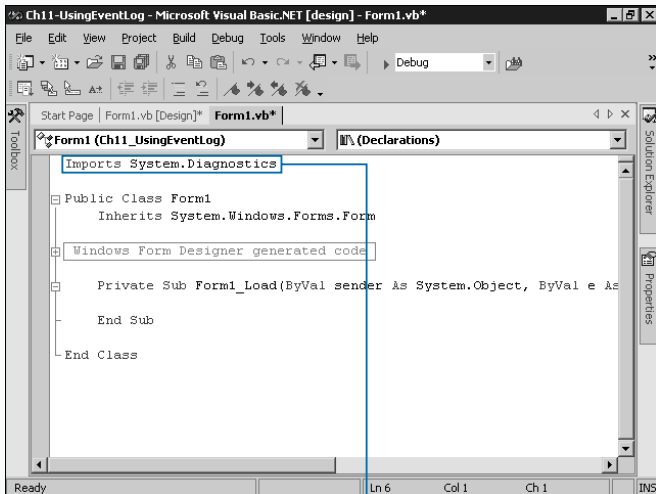 Ch11-UsingEventLog - Microsoft Visual Basic.NET [design] - Form1.vb*
File Edit View Project Build Debug Tools Window Help
Debug
Start Page Form1.vb [Design]* Form1.vb*
Form1 (Ch11_UsingEventLog) (Declarations)
Toolbox
Solution Explorer
Properties
Imports System.Diagnostics
Public Class Form1
Inherits System.Windows.Forms.Form
Windows Form Designer generated code
Private Sub Form1_Load(ByVal sender As System.Object, ByVal e As
End Sub
End Class
Ready Ln 6 Col 1 Ch 1 INS